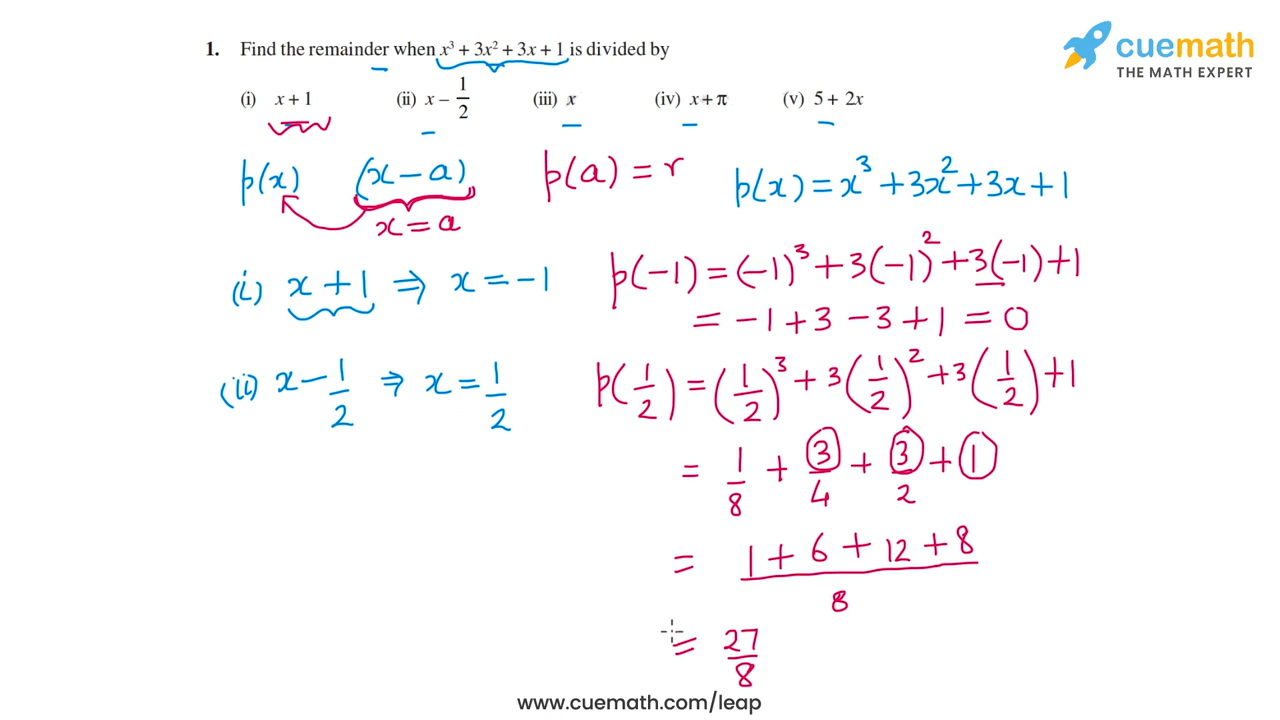 cuemath
THE MATH EXPERT
1. Find the remainder when x³ + 3x² + 3x + 1 is divided by
(i) x + 1 (ii) x – 1/2 (iii) x (iv) x + π (v) 5 + 2x
p(x) (x – a) p(a) = r p(x) = x³ + 3x² + 3x + 1
x = a
(i) x + 1 ⇒ x = –1 p(–1) = (–1)³ + 3(–1)² + 3(–1) + 1
= –1 + 3 – 3 + 1 = 0
(ii) x – 1/2 ⇒ x = 1/2 p(1/2) = (1/2)³ + 3(1/2)² + 3(1/2) + 1
= 1/8 + 3/4 + 3/2 + 1
= (1 + 6 + 12 + 8)/8
= 27/8
www.cuemath.com/leap